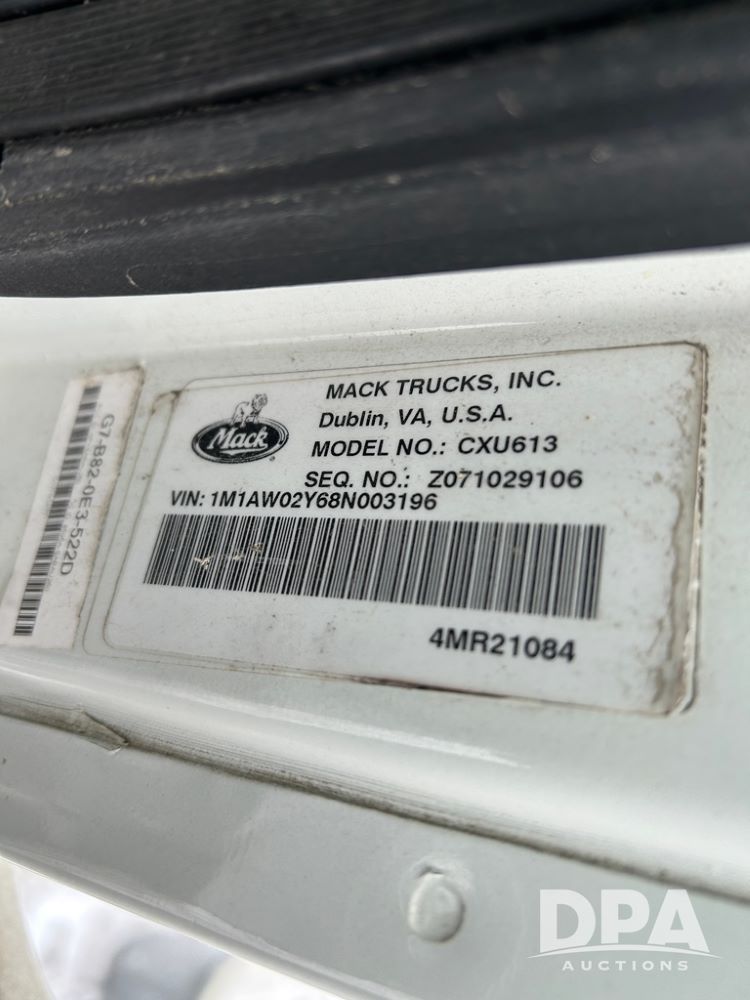 MACK TRUCKS, INC.
Dublin, VA, U.S.A.
Mack
MODEL NO.: CXU613
SEQ. NO.: Z071029106
VIN: 1M1AW02Y68N003196
4MR21084
G7-B82-0E3-522D
DPA
AUCTIONS